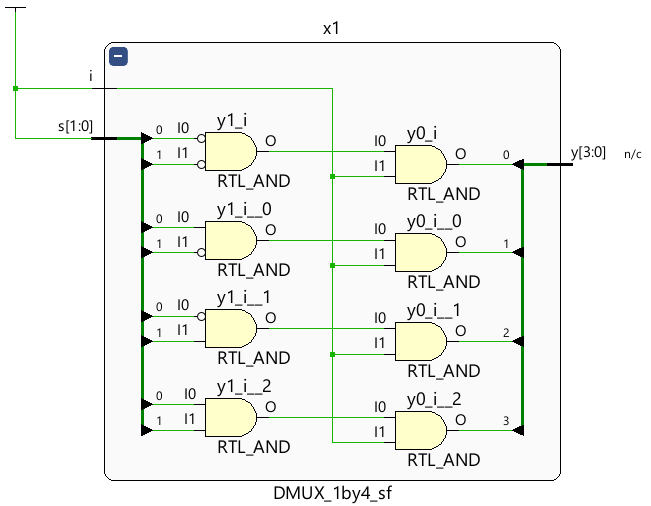 x1
i
s[1:0]
y[3:0] n/c
y1_i
0 I0 O
1 I1
RTL_AND
y0_i
I0 O 0
I1
RTL_AND
y1_i__0
0 I0 O
1 I1
RTL_AND
y0_i__0
I0 O 1
I1
RTL_AND
y1_i__1
0 I0 O
1 I1
RTL_AND
y0_i__1
I0 O 2
I1
RTL_AND
y1_i__2
0 I0 O
1 I1
RTL_AND
y0_i__2
I0 O 3
I1
RTL_AND
DMUX_1by4_sf